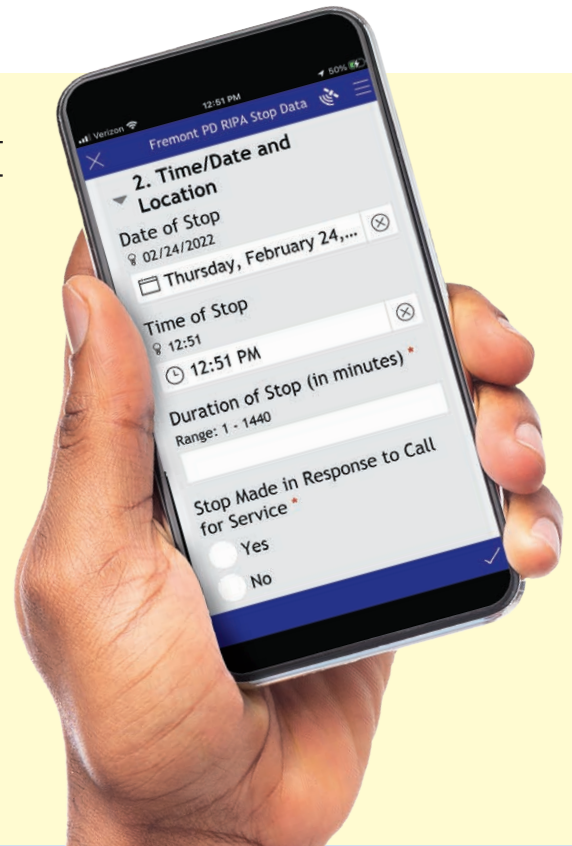 Verizon
12:51 PM
50%
Fremont PD RIPA Stop Data
2. Time/Date and
Location
Date of Stop
02/24/2022
Thursday, February 24,...
Time of Stop
12:51
12:51 PM
Duration of Stop (in minutes) *
Range: 1 - 1440
Stop Made in Response to Call
for Service *
Yes
No